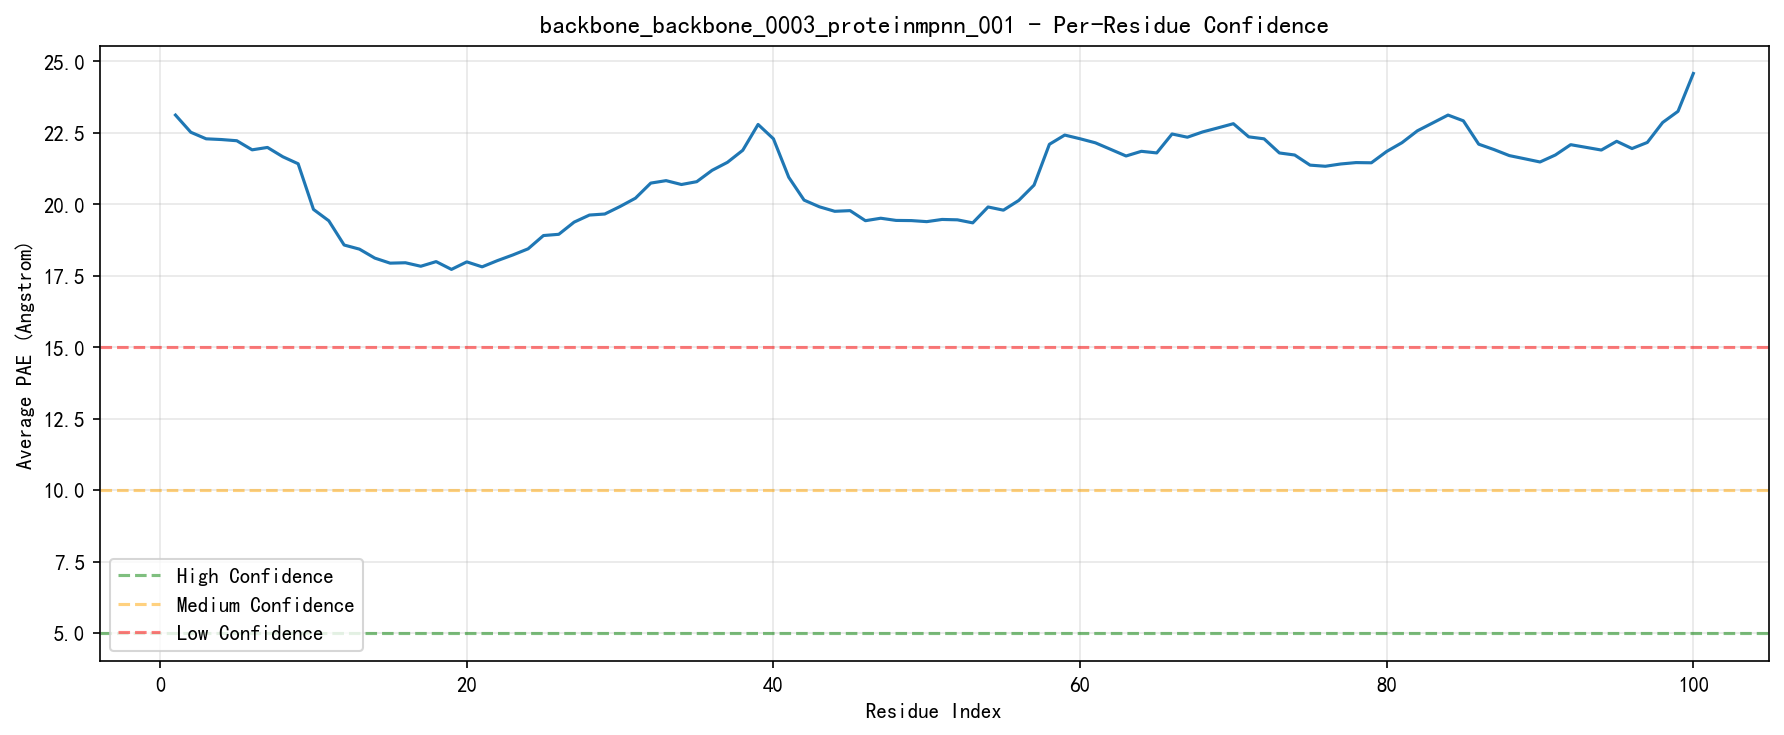 backbone_backbone_0003_proteinmpnn_001 - Per-Residue Confidence
Average PAE (Angstrom)
25.0
22.5
20.0
17.5
15.0
12.5
10.0
7.5
5.0
High Confidence
Medium Confidence
Low Confidence
0 20 40 60 80 100
Residue Index